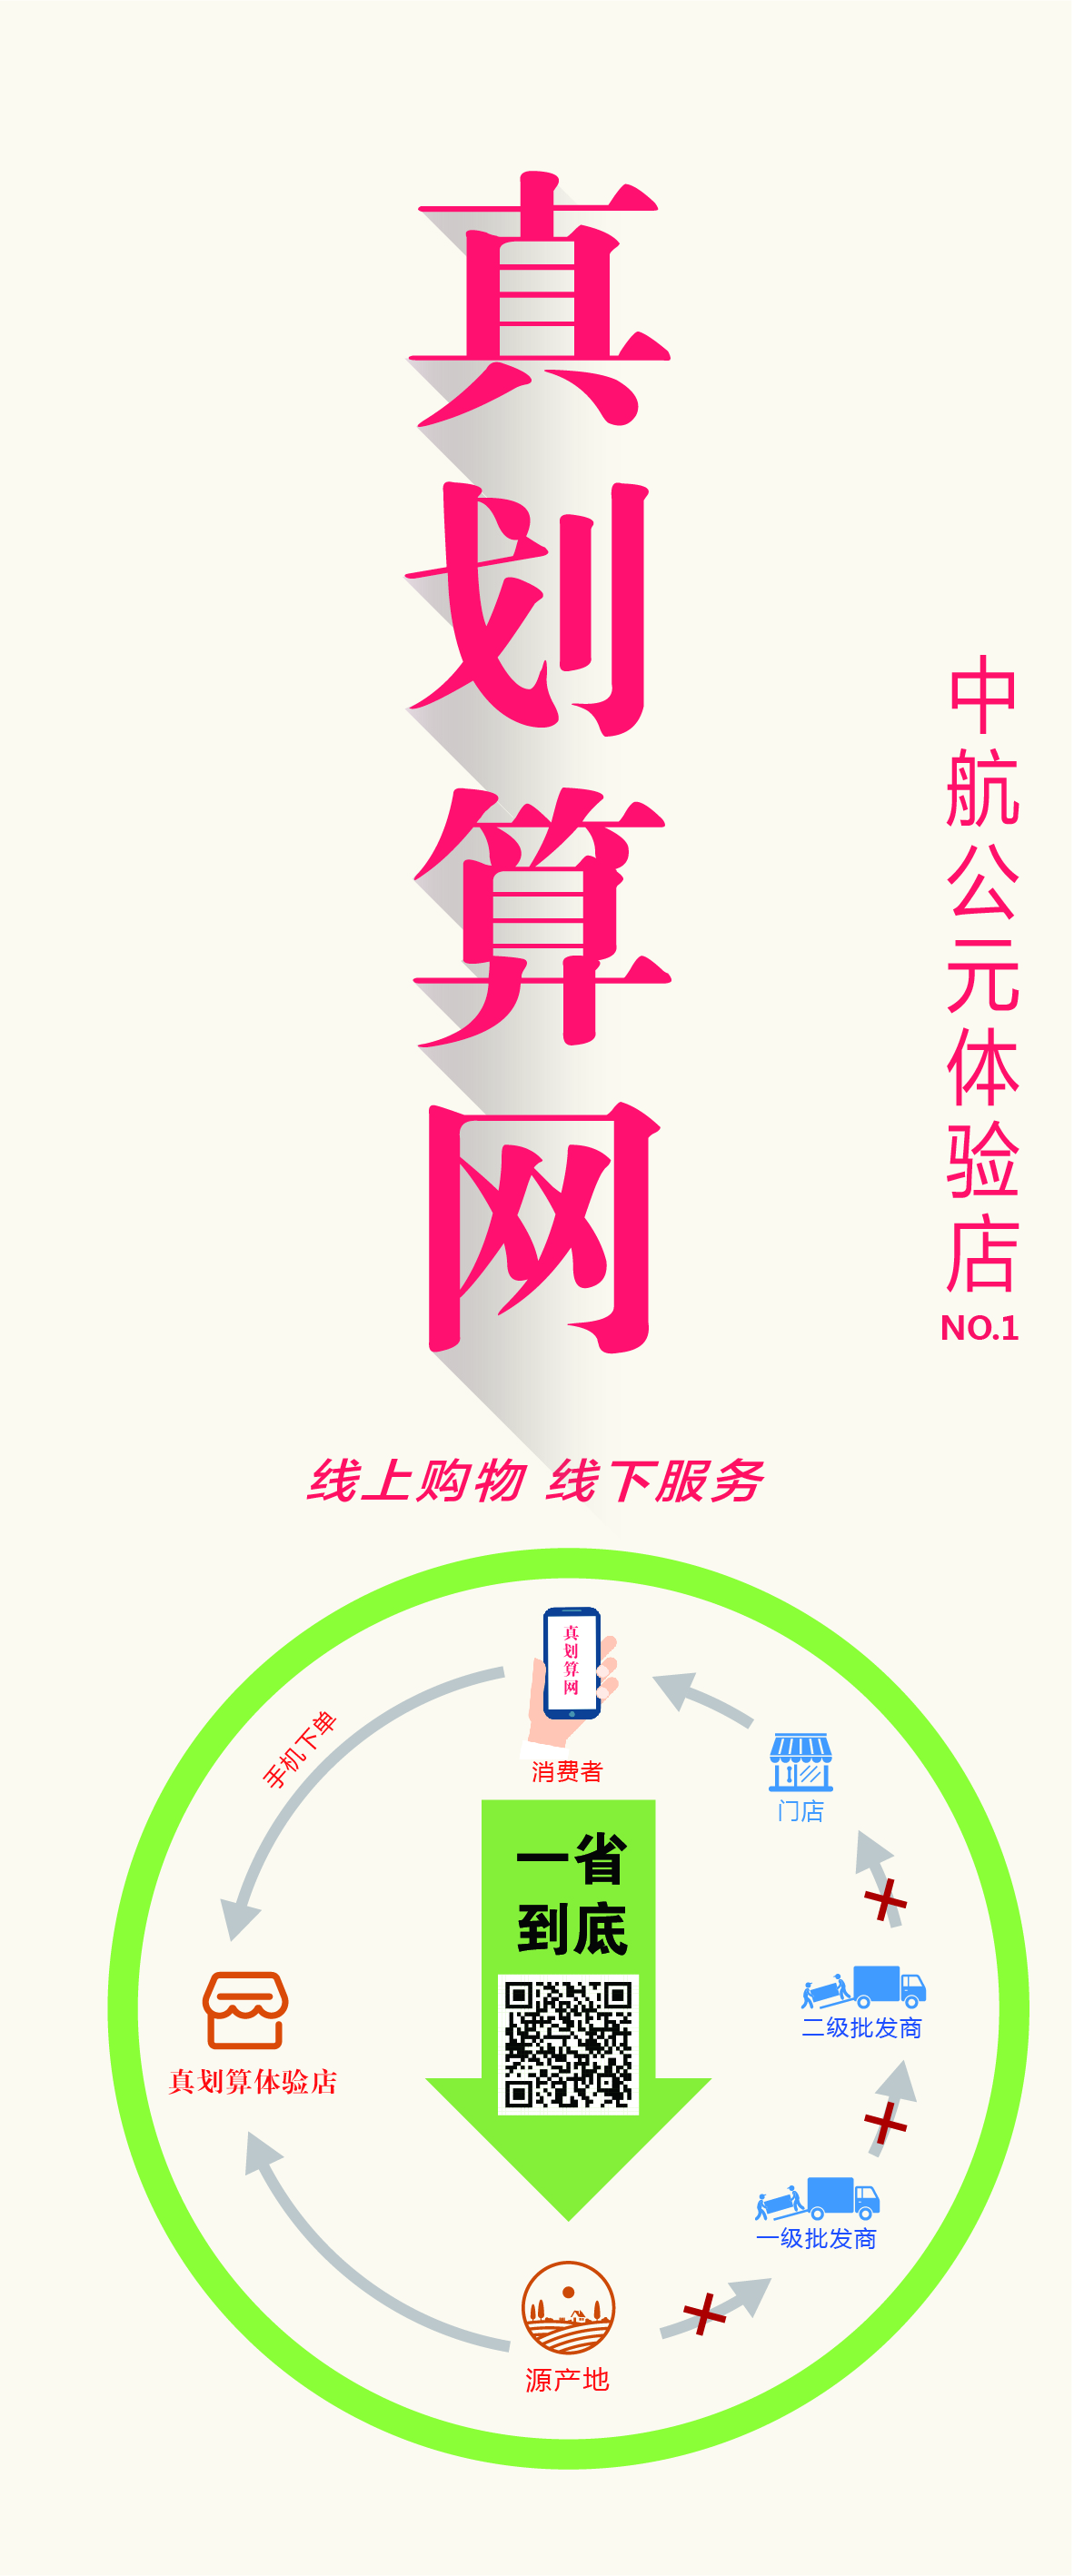 真划算网
中航公元体验店
NO.1
线上购物 线下服务
真划算网
消费者
手机下单
门店
一省
到底
二级批发商
真划算体验店
一级批发商
源产地